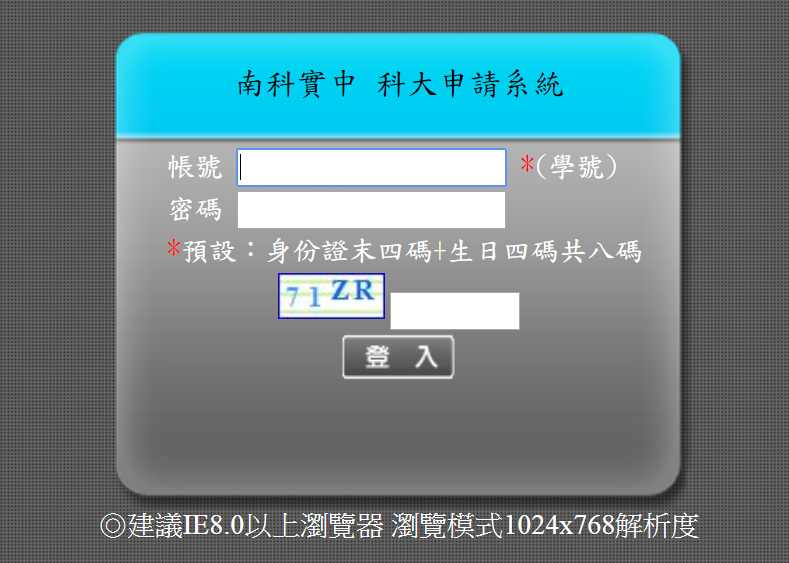 南科實中 科大申請系統
帳號 *(學號)
密碼
*預設：身份證末四碼+生日四碼共八碼
71ZR
登 入
◎建議IE8.0以上瀏覽器 瀏覽模式1024x768解析度